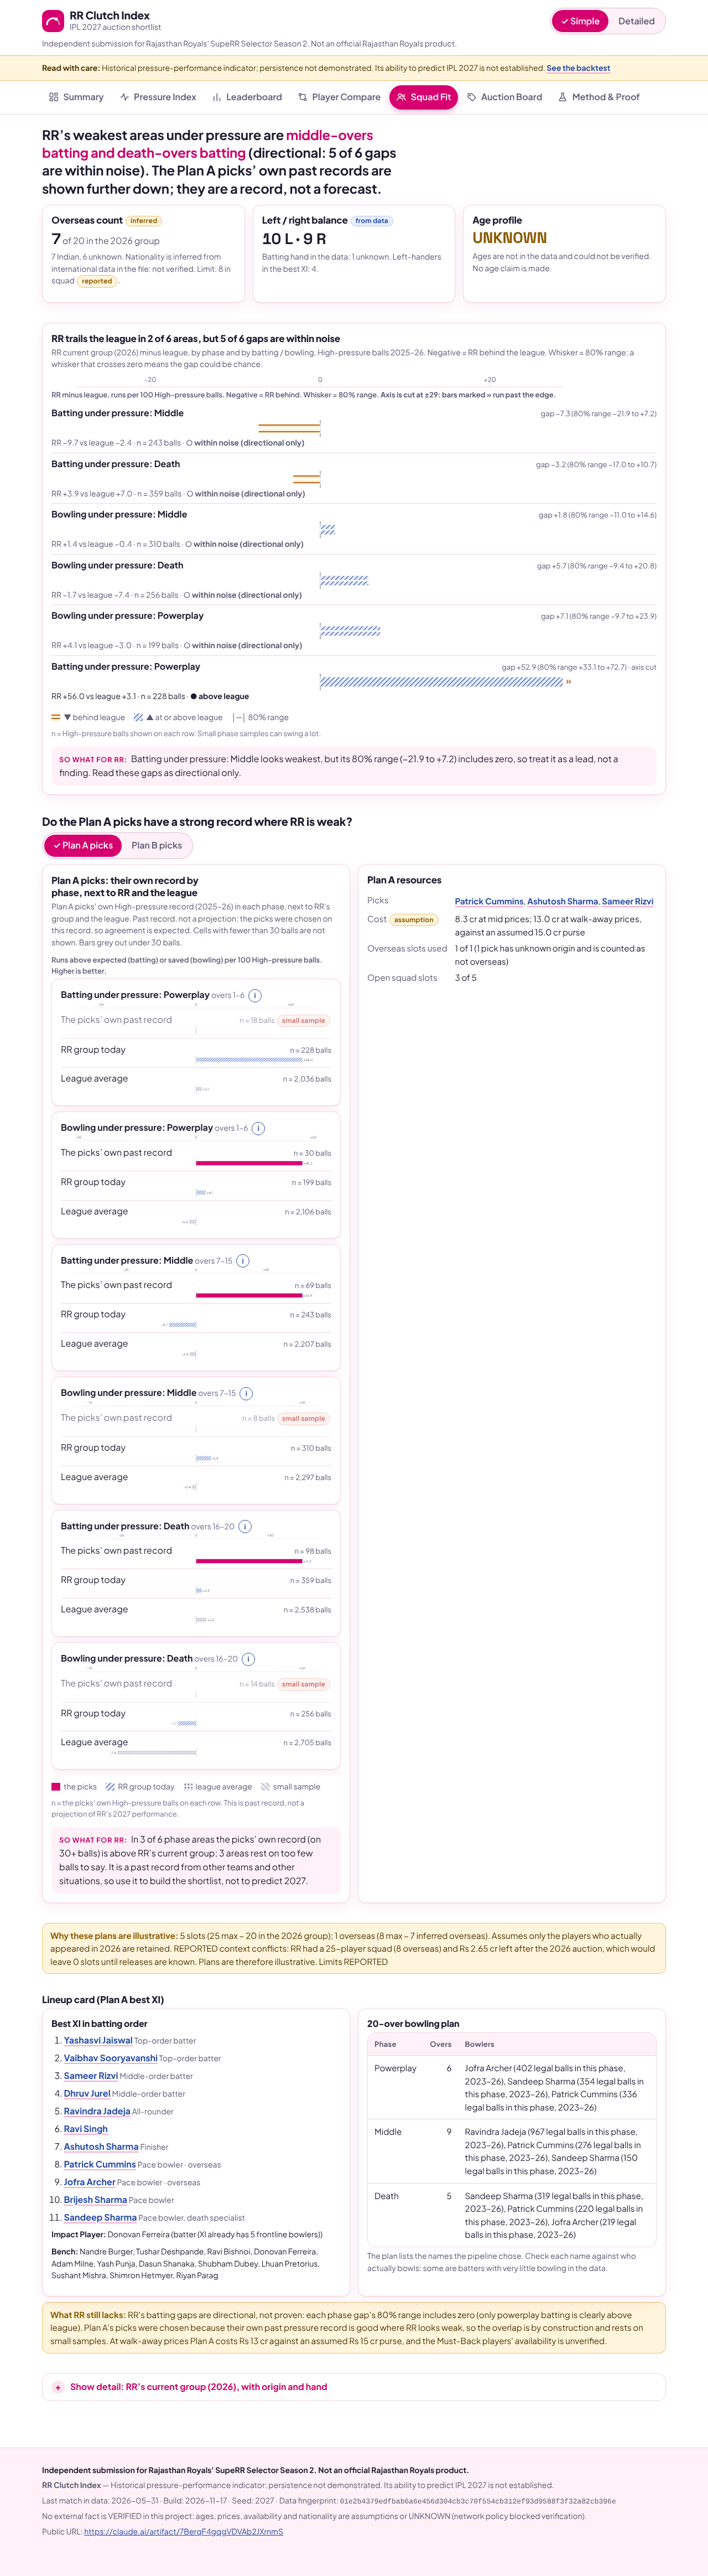 RR Clutch Index
IPL 2027 auction shortlist
✓ Simple
Detailed
Independent submission for Rajasthan Royals' SupeRR Selector Season 2. Not an official Rajasthan Royals product.
Read with care: Historical pressure-performance indicator; persistence not demonstrated. Its ability to predict IPL 2027 is not established. See the backtest
Summary
Pressure Index
Leaderboard
Player Compare
Squad Fit
Auction Board
Method & Proof
RR's weakest areas under pressure are middle-overs
batting and death-overs batting (directional: 5 of 6 gaps
are within noise). The Plan A picks' own past records are
shown further down; they are a record, not a forecast.
Overseas count inferred
7 of 20 in the 2026 group
7 Indian, 6 unknown. Nationality is inferred from
international data in the file: not verified. Limit: 8 in
squad reported .
Left / right balance from data
10 L · 9 R
Batting hand in the data: 1 unknown. Left-handers
in the best XI: 4.
Age profile
UNKNOWN
Ages are not in the data and could not be verified.
No age claim is made.
RR trails the league in 2 of 6 areas, but 5 of 6 gaps are within noise
RR current group (2026) minus league, by phase and by batting / bowling, High-pressure balls 2025-26. Negative = RR behind the league. Whisker = 80% range; a
whisker that crosses zero means the gap could be chance.
-20
0
+20
RR minus league, runs per 100 High-pressure balls. Negative = RR behind. Whisker = 80% range. Axis is cut at ±29: bars marked » run past the edge.
Batting under pressure: Middle
gap −7.3 (80% range −21.9 to +7.2)
RR −9.7 vs league −2.4 · n = 243 balls · O within noise (directional only)
Batting under pressure: Death
gap −3.2 (80% range −17.0 to +10.7)
RR +3.9 vs league +7.0 · n = 359 balls · O within noise (directional only)
Bowling under pressure: Middle
gap +1.8 (80% range −11.0 to +14.6)
RR +1.4 vs league −0.4 · n = 310 balls · O within noise (directional only)
Bowling under pressure: Death
gap +5.7 (80% range −9.4 to +20.8)
RR −1.7 vs league −7.4 · n = 256 balls · O within noise (directional only)
Bowling under pressure: Powerplay
gap +7.1 (80% range −9.7 to +23.9)
RR +4.1 vs league −3.0 · n = 199 balls · O within noise (directional only)
Batting under pressure: Powerplay
gap +52.9 (80% range +33.1 to +72.7) · axis cut
»
RR +56.0 vs league +3.1 · n = 228 balls · ● above league
▼ behind league
▲ at or above league
80% range
n = High-pressure balls shown on each row. Small phase samples can swing a lot.
SO WHAT FOR RR: Batting under pressure: Middle looks weakest, but its 80% range (−21.9 to +7.2) includes zero, so treat it as a lead, not a
finding. Read these gaps as directional only.
Do the Plan A picks have a strong record where RR is weak?
✓ Plan A picks
Plan B picks
Plan A picks: their own record by
phase, next to RR and the league
Plan A picks' own High-pressure record (2025-26) in each phase, next to RR's
group and the league. Past record, not a projection; the picks were chosen on
this record, so agreement is expected. Cells with fewer than 30 balls are not
shown. Bars grey out under 30 balls.
Runs above expected (batting) or saved (bowling) per 100 High-pressure balls.
Higher is better.
Batting under pressure: Powerplay overs 1-6 i
The picks' own past record
n = 18 balls small sample
RR group today
n = 228 balls
League average
n = 2,036 balls
Bowling under pressure: Powerplay overs 1-6 i
The picks' own past record
n = 30 balls
RR group today
n = 199 balls
League average
n = 2,106 balls
Batting under pressure: Middle overs 7-15 i
The picks' own past record
n = 69 balls
RR group today
n = 243 balls
League average
n = 2,207 balls
Bowling under pressure: Middle overs 7-15 i
The picks' own past record
n = 8 balls small sample
RR group today
n = 310 balls
League average
n = 2,297 balls
Batting under pressure: Death overs 16-20 i
The picks' own past record
n = 98 balls
RR group today
n = 359 balls
League average
n = 2,538 balls
Bowling under pressure: Death overs 16-20 i
The picks' own past record
n = 14 balls small sample
RR group today
n = 256 balls
League average
n = 2,705 balls
the picks
RR group today
league average
small sample
n = the picks' own High-pressure balls on each row. This is past record, not a
projection of RR's 2027 performance.
SO WHAT FOR RR: In 3 of 6 phase areas the picks' own record (on
30+ balls) is above RR's current group; 3 areas rest on too few
balls to say. It is a past record from other teams and other
situations, so use it to build the shortlist, not to predict 2027.
Plan A resources
Picks
Patrick Cummins, Ashutosh Sharma, Sameer Rizvi
Cost assumption
8.3 cr at mid prices; 13.0 cr at walk-away prices,
against an assumed 15.0 cr purse
Overseas slots used
1 of 1 (1 pick has unknown origin and is counted as
not overseas)
Open squad slots
3 of 5
Why these plans are illustrative: 5 slots (25 max − 20 in the 2026 group); 1 overseas (8 max − 7 inferred overseas). Assumes only the players who actually
appeared in 2026 are retained. REPORTED context conflicts: RR had a 25-player squad (8 overseas) and Rs 2.65 cr left after the 2026 auction, which would
leave 0 slots until releases are known. Plans are therefore illustrative. Limits REPORTED
Lineup card (Plan A best XI)
Best XI in batting order
1. Yashasvi Jaiswal Top-order batter
2. Vaibhav Sooryavanshi Top-order batter
3. Sameer Rizvi Middle-order batter
4. Dhruv Jurel Middle-order batter
5. Ravindra Jadeja All-rounder
6. Ravi Singh
7. Ashutosh Sharma Finisher
8. Patrick Cummins Pace bowler · overseas
9. Jofra Archer Pace bowler · overseas
10. Brijesh Sharma Pace bowler
11. Sandeep Sharma Pace bowler, death specialist
Impact Player: Donovan Ferreira (batter (XI already has 5 frontline bowlers))
Bench: Nandre Burger, Tushar Deshpande, Ravi Bishnoi, Donovan Ferreira,
Adam Milne, Yash Punja, Dasun Shanaka, Shubham Dubey, Lhuan Pretorius,
Sushant Mishra, Shimron Hetmyer, Riyan Parag
20-over bowling plan
Phase
Overs
Bowlers
Powerplay
6
Jofra Archer (402 legal balls in this phase,
2023-26), Sandeep Sharma (354 legal balls in
this phase, 2023-26), Patrick Cummins (336
legal balls in this phase, 2023-26)
Middle
9
Ravindra Jadeja (967 legal balls in this phase,
2023-26), Patrick Cummins (276 legal balls in
this phase, 2023-26), Sandeep Sharma (150
legal balls in this phase, 2023-26)
Death
5
Sandeep Sharma (319 legal balls in this phase,
2023-26), Patrick Cummins (220 legal balls in
this phase, 2023-26), Jofra Archer (219 legal
balls in this phase, 2023-26)
The plan lists the names the pipeline chose. Check each name against who
actually bowls: some are batters with very little bowling in the data.
What RR still lacks: RR's batting gaps are directional, not proven: each phase gap's 80% range includes zero (only powerplay batting is clearly above
league). Plan A's picks were chosen because their own past pressure record is good where RR looks weak, so the overlap is by construction and rests on
small samples. At walk-away prices Plan A costs Rs 13 cr against an assumed Rs 15 cr purse, and the Must-Back players' availability is unverified.
+ Show detail: RR's current group (2026), with origin and hand
Independent submission for Rajasthan Royals' SupeRR Selector Season 2. Not an official Rajasthan Royals product.
RR Clutch Index — Historical pressure-performance indicator; persistence not demonstrated. Its ability to predict IPL 2027 is not established.
Last match in data: 2026-05-31 · Build: 2026-11-17 · Seed: 2027 · Data fingerprint: 01e2b4379edfbab6a6e456d304cb3c70f554cb312ef93d9588f3f32a82cb396e
No external fact is VERIFIED in this project: ages, prices, availability and nationality are assumptions or UNKNOWN (network policy blocked verification).
Public URL: https://claude.ai/artifact/7BerqF4gqgVDVAb2JXrnmS